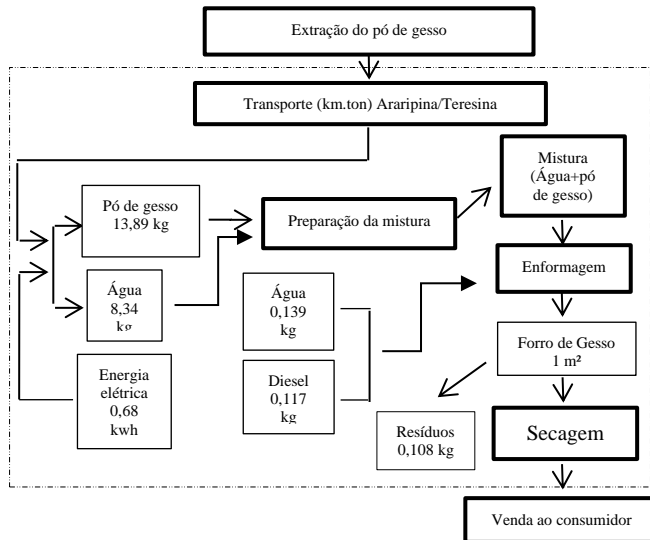 Extração do pó de gesso
Transporte (km.ton) Araripina/Teresina
Mistura
(Água+pó
de gesso)
Pó de gesso
13,89 kg
Preparação da mistura
Água
8,34
kg
Água
0,139
kg
Enformagem
Energia
elétrica
0,68
kwh
Diesel
0,117
kg
Forro de Gesso
1 m²
Resíduos
0,108 kg
Secagem
Venda ao consumidor